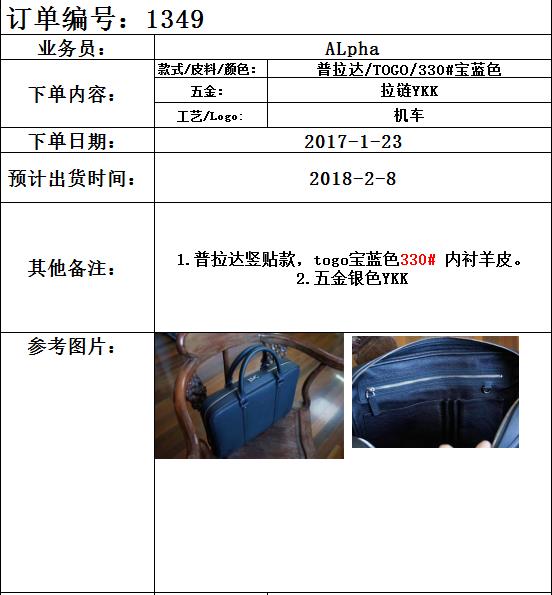 订单编号：1349
业务员： ALpha
下单内容： 款式/皮料/颜色： 普拉达/TOGO/330#宝蓝色
五金： 拉链YKK
工艺/Logo: 机车
下单日期： 2017-1-23
预计出货时间： 2018-2-8
其他备注： 1.普拉达竖贴款，togo宝蓝色330# 内衬羊皮。
2.五金银色YKK
参考图片：